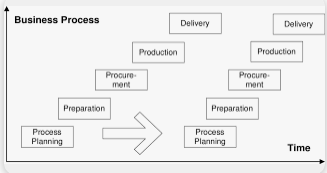 Business Process
Delivery
Delivery
Production
Production
Procure-
ment
Procure-
ment
Preparation
Preparation
Process
Planning
Process
Planning
Time